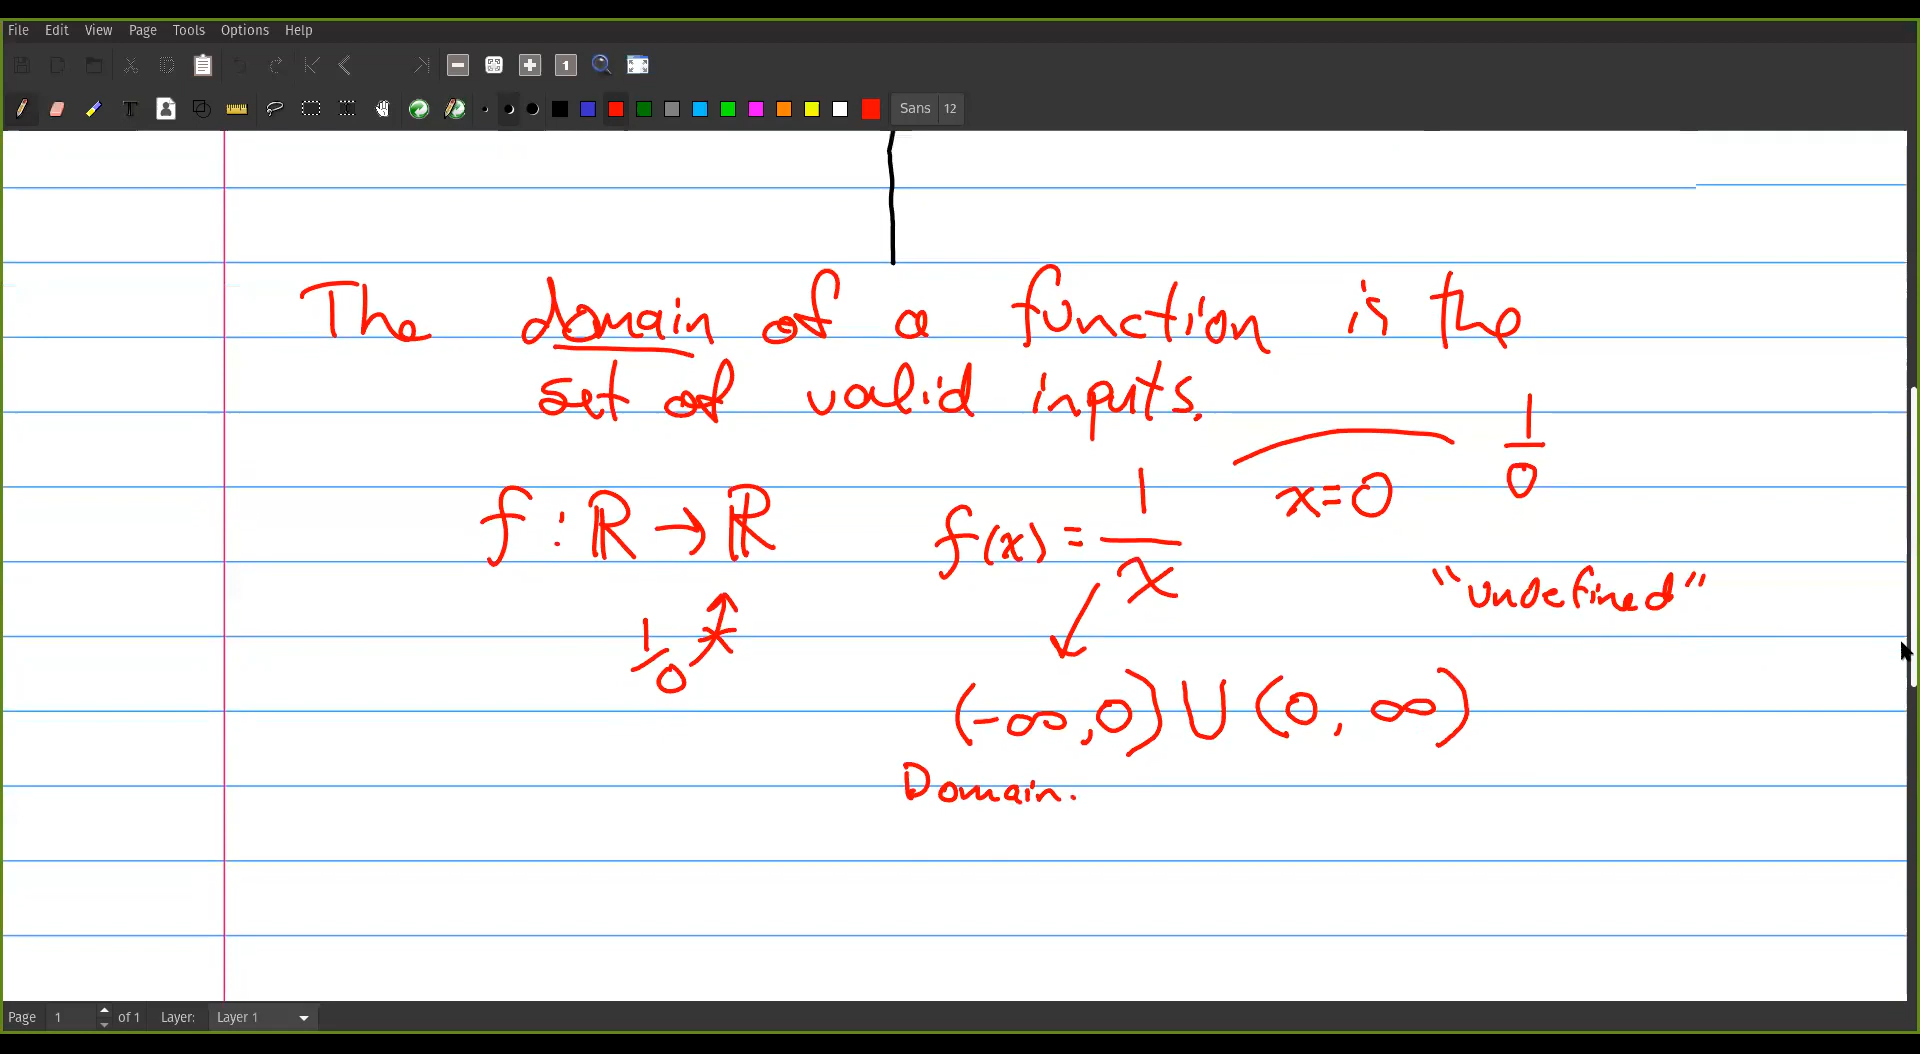 File Edit View Page Tools Options Help
Sans 12
The domain of a function is the
set of valid inputs.
f : ℝ → ℝ
f(x) = 1/x
x=0
1/0
"undefined"
1/0
(-∞,0) ∪ (0, ∞)
Domain.
Page 1 of 1 Layer: Layer 1